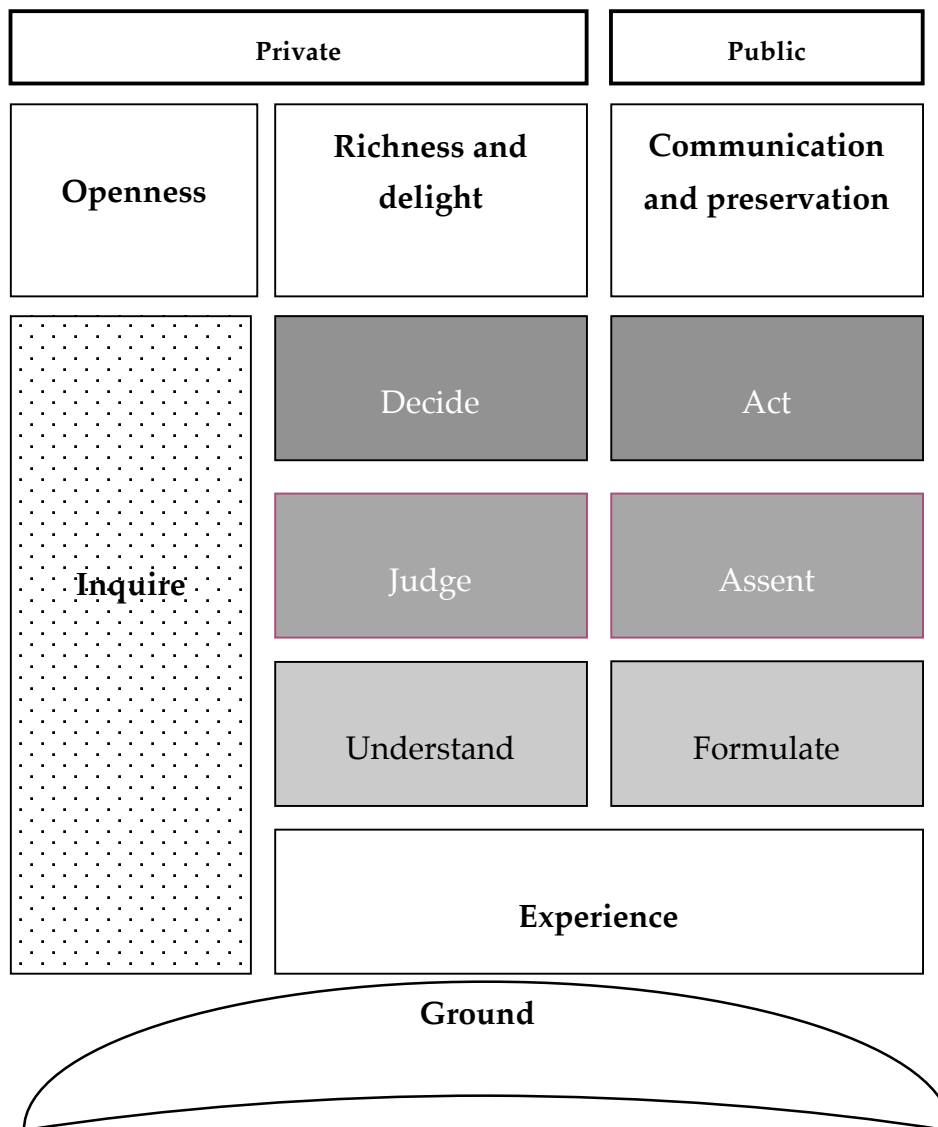 Private
Public
Openness
Richness and
delight
Communication
and preservation
Decide
Act
Inquire
Judge
Assent
Understand
Formulate
Experience
Ground